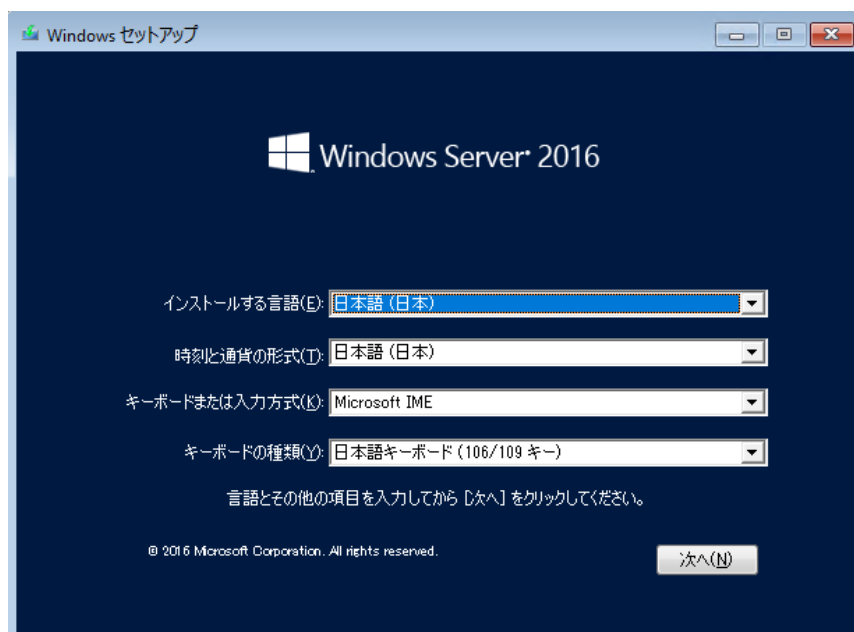 Windows セットアップ
Windows Server 2016
インストールする言語(E): 日本語 (日本)
時刻と通貨の形式(T): 日本語 (日本)
キーボードまたは入力方式(K): Microsoft IME
キーボードの種類(Y): 日本語キーボード (106/109 キー)
言語とその他の項目を入力してから [次へ] をクリックしてください。
© 2016 Microsoft Corporation. All rights reserved.
次へ(N)